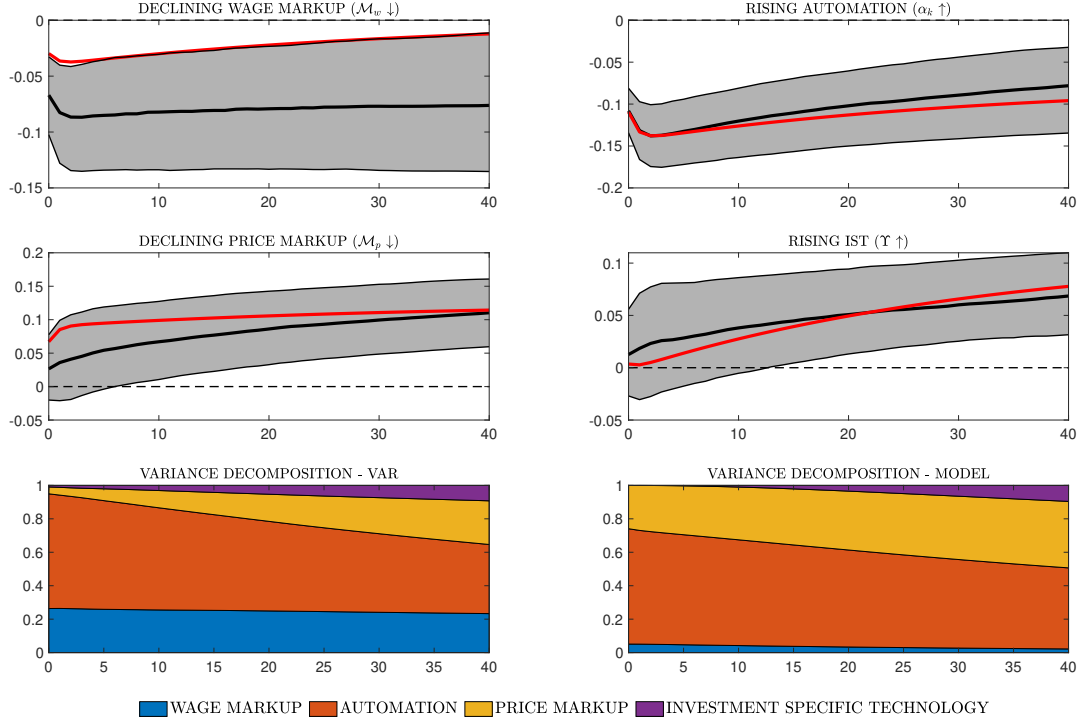 DECLINING WAGE MARKUP (ℳw ↓)
0
-0.05
-0.1
-0.15
0 10 20 30 40
RISING AUTOMATION (αk ↑)
0
-0.05
-0.1
-0.15
-0.2
0 10 20 30 40
DECLINING PRICE MARKUP (ℳp ↓)
0.2
0.15
0.1
0.05
0
-0.05
0 10 20 30 40
RISING IST (Υ ↑)
0.1
0.05
0
-0.05
0 10 20 30 40
VARIANCE DECOMPOSITION - VAR
1
0.8
0.6
0.4
0.2
0
0 5 10 15 20 25 30 35 40
VARIANCE DECOMPOSITION - MODEL
1
0.8
0.6
0.4
0.2
0
0 5 10 15 20 25 30 35 40
WAGE MARKUP AUTOMATION PRICE MARKUP INVESTMENT SPECIFIC TECHNOLOGY